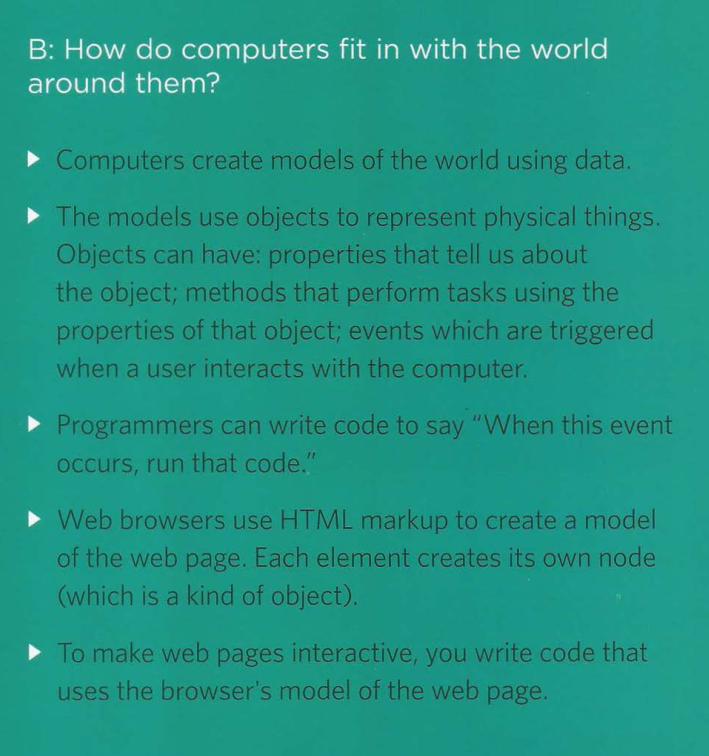 B: How do computers fit in with the world
around them?
Computers create models of the world using data.
The models use objects to represent physical things.
Objects can have: properties that tell us about
the object; methods that perform tasks using the
properties of that object; events which are triggered
when a user interacts with the computer.
Programmers can write code to say “When this event
occurs, run that code.”
Web browsers use HTML markup to create a model
of the web page. Each element creates its own node
(which is a kind of object).
To make web pages interactive, you write code that
uses the browser's model of the web page.